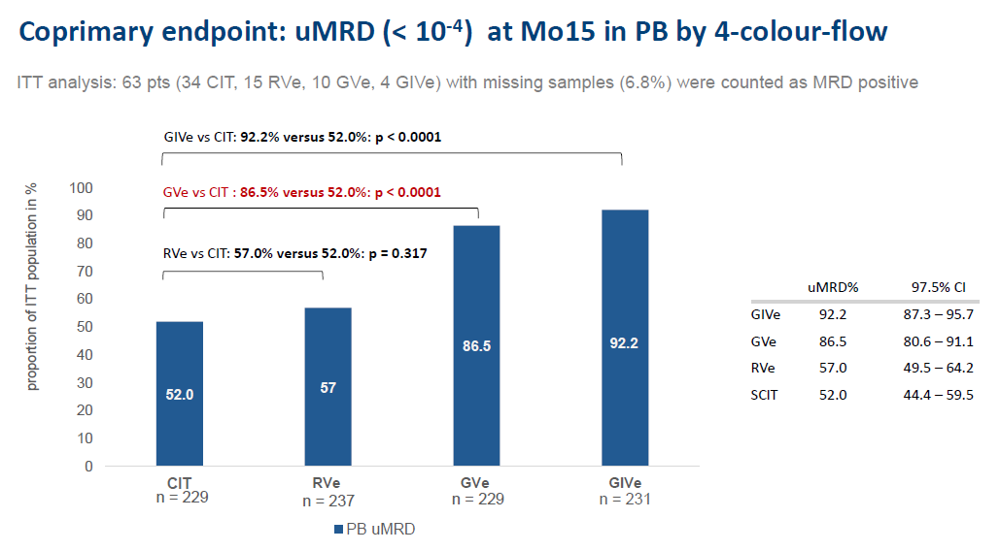 Coprimary endpoint: uMRD (< 10-4) at Mo15 in PB by 4-colour-flow
ITT analysis: 63 pts (34 CIT, 15 RVe, 10 GVe, 4 GIVe) with missing samples (6.8%) were counted as MRD positive
GIVe vs CIT: 92.2% versus 52.0%: p < 0.0001
GVe vs CIT : 86.5% versus 52.0%: p < 0.0001
RVe vs CIT: 57.0% versus 52.0%: p = 0.317
proportion of ITT population in %
100
90
80
70
60
50
40
30
20
10
0
52.0
57
86.5
92.2
CIT
n = 229
RVe
n = 237
GVe
n = 229
GIVe
n = 231
PB uMRD
uMRD% 97.5% CI
GIVe 92.2 87.3 – 95.7
GVe 86.5 80.6 – 91.1
RVe 57.0 49.5 – 64.2
SCIT 52.0 44.4 – 59.5